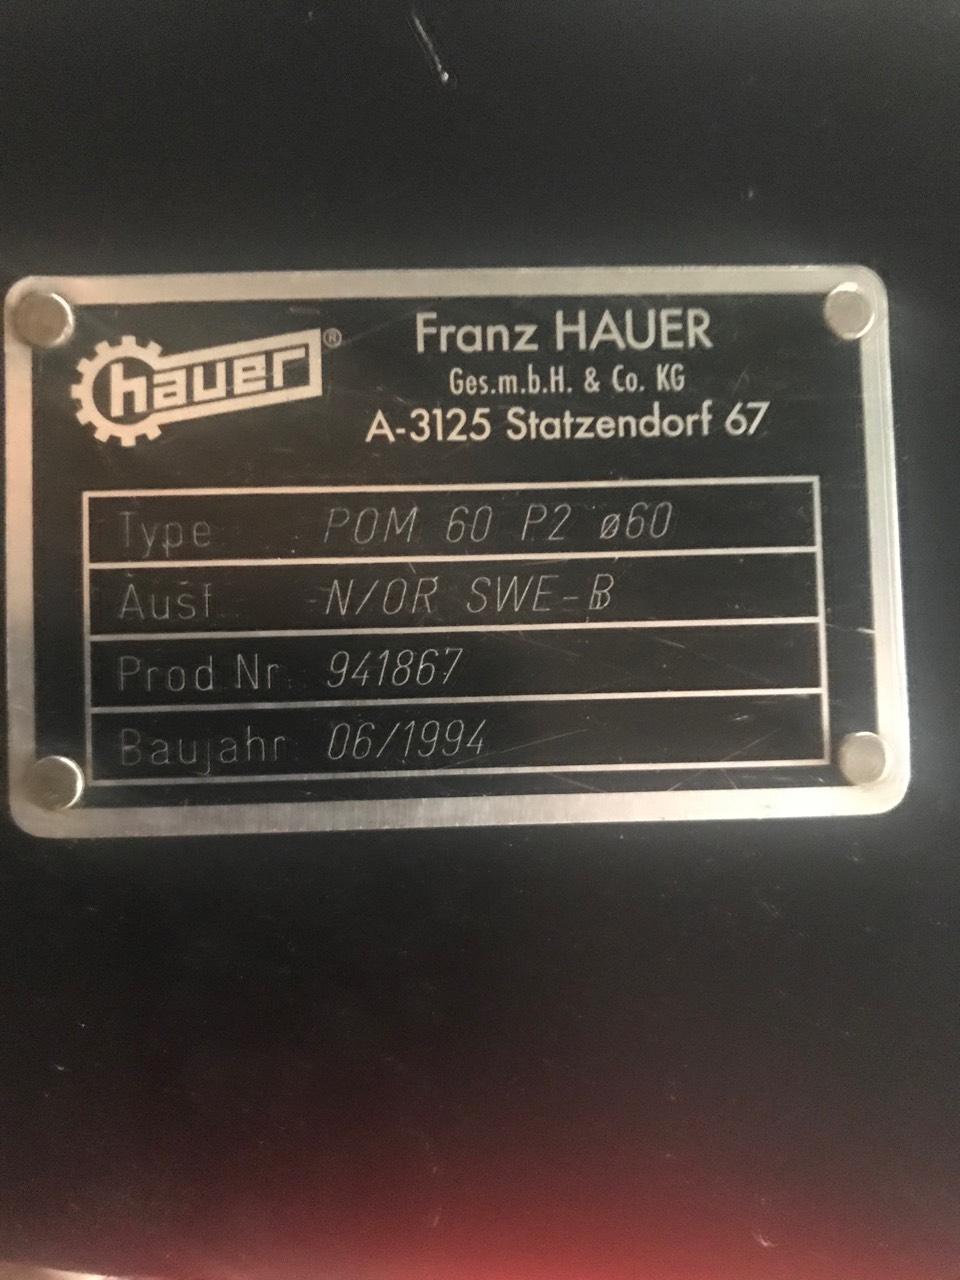 hauer®
Franz HAUER
Ges.m.b.H. & Co. KG
A-3125 Statzendorf 67
Type POM 60 P2 ø60
Ausf. N/OR SWE-B
Prod Nr. 941867
Baujahr 06/1994